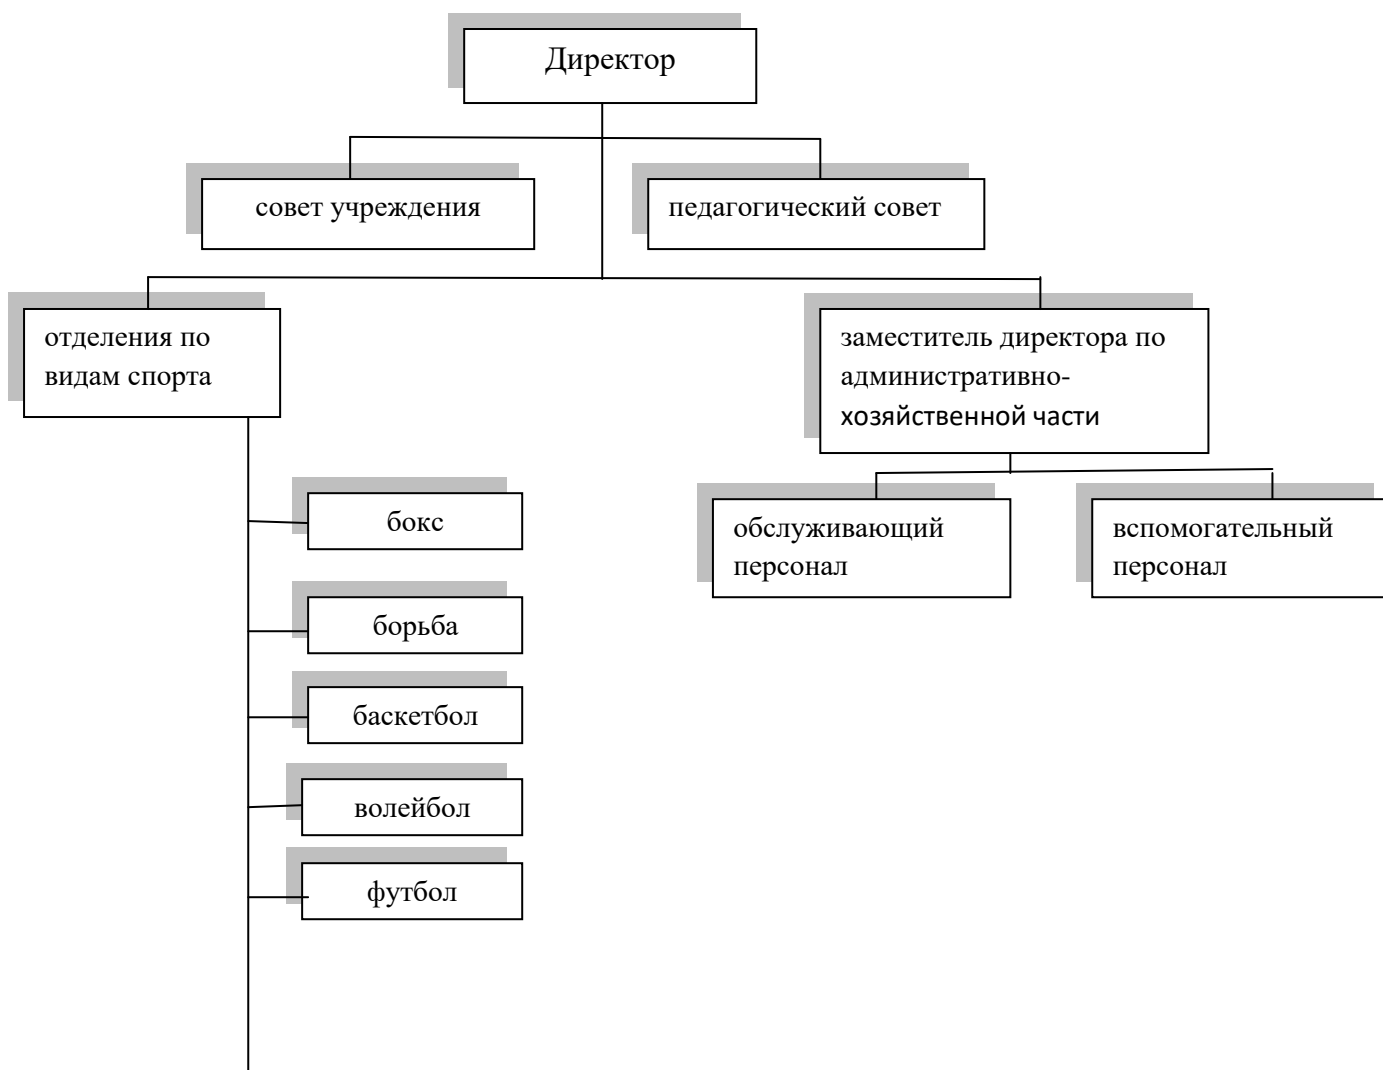 Директор
совет учреждения
педагогический совет
отделения по
видам спорта
заместитель директора по
административно-
хозяйственной части
бокс
борьба
баскетбол
волейбол
футбол
обслуживающий
персонал
вспомогательный
персонал